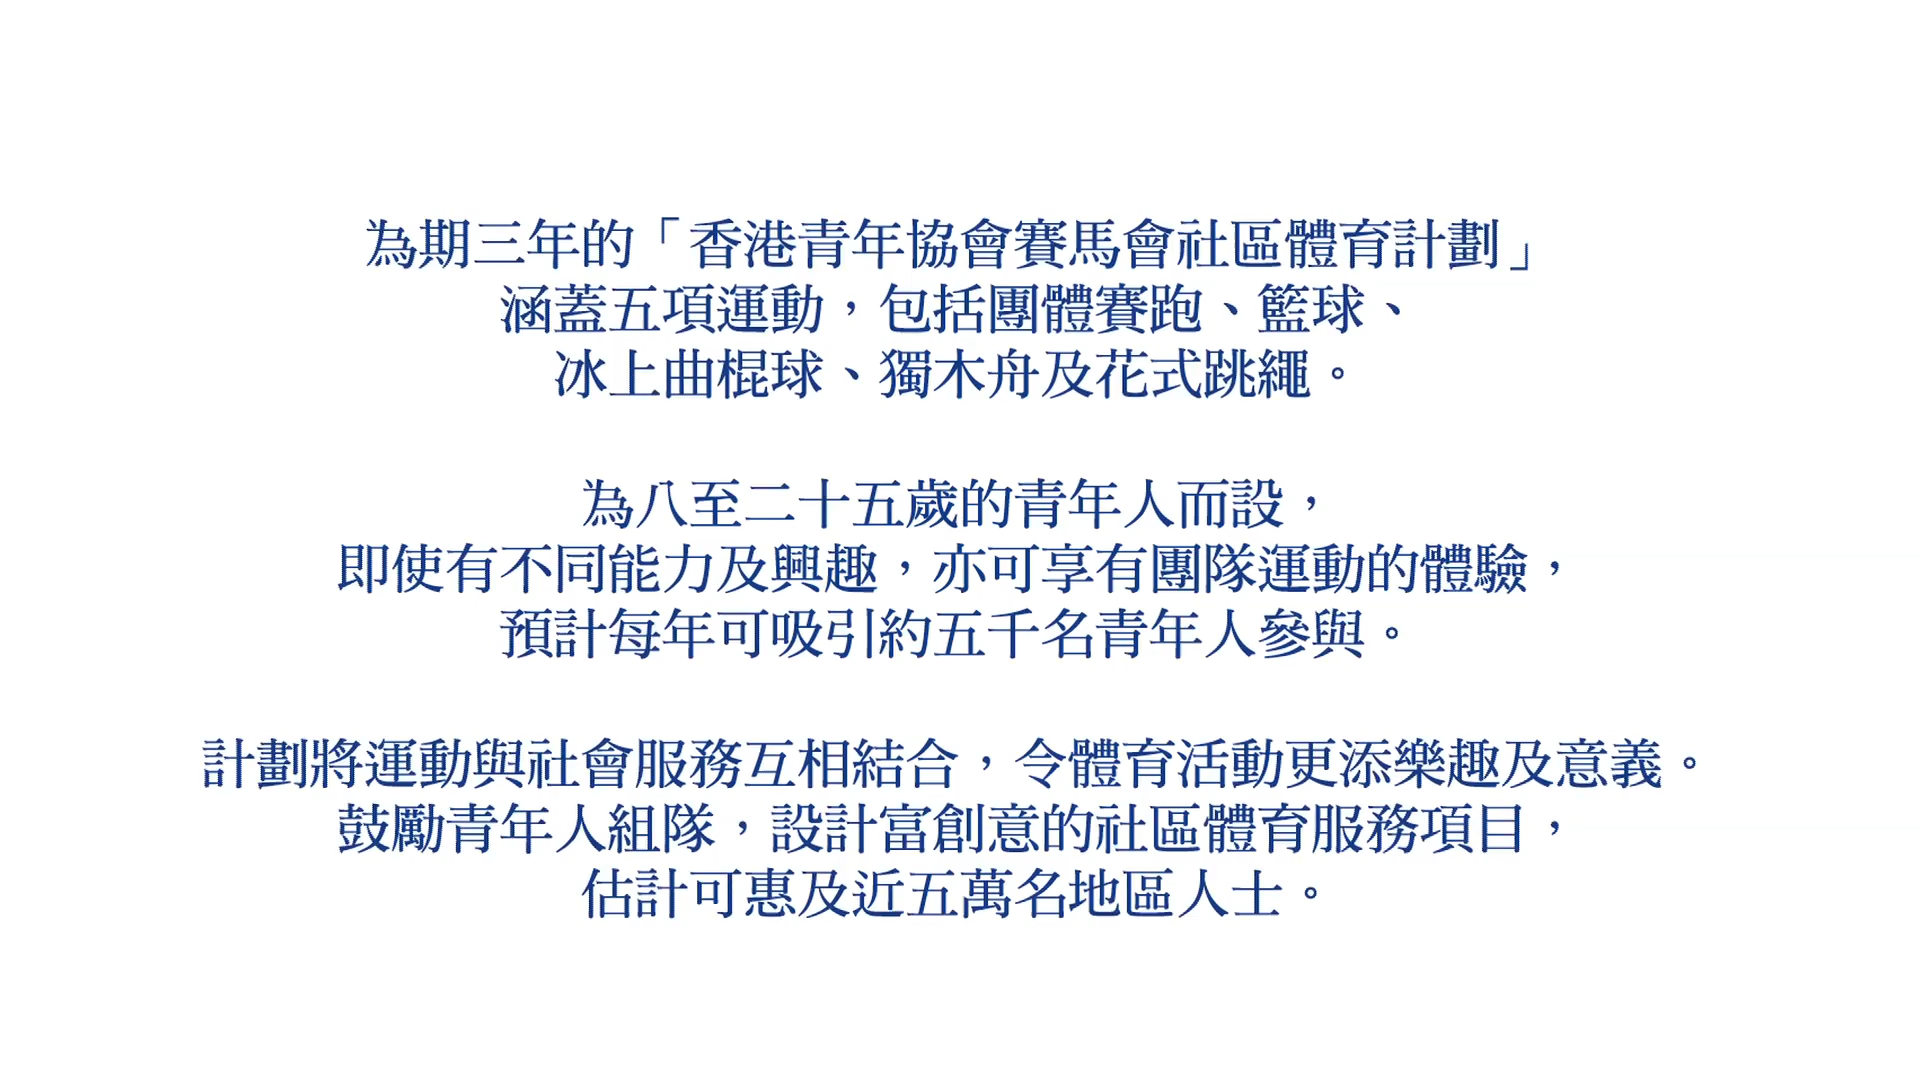 為期三年的「香港青年協會賽馬會社區體育計劃」
涵蓋五項運動，包括團體賽跑、籃球、
冰上曲棍球、獨木舟及花式跳繩。
為八至二十五歲的青年人而設，
即使有不同能力及興趣，亦可享有團隊運動的體驗，
預計每年可吸引約五千名青年人參與。
計劃將運動與社會服務互相結合，令體育活動更添樂趣及意義。
鼓勵青年人組隊，設計富創意的社區體育服務項目，
估計可惠及近五萬名地區人士。